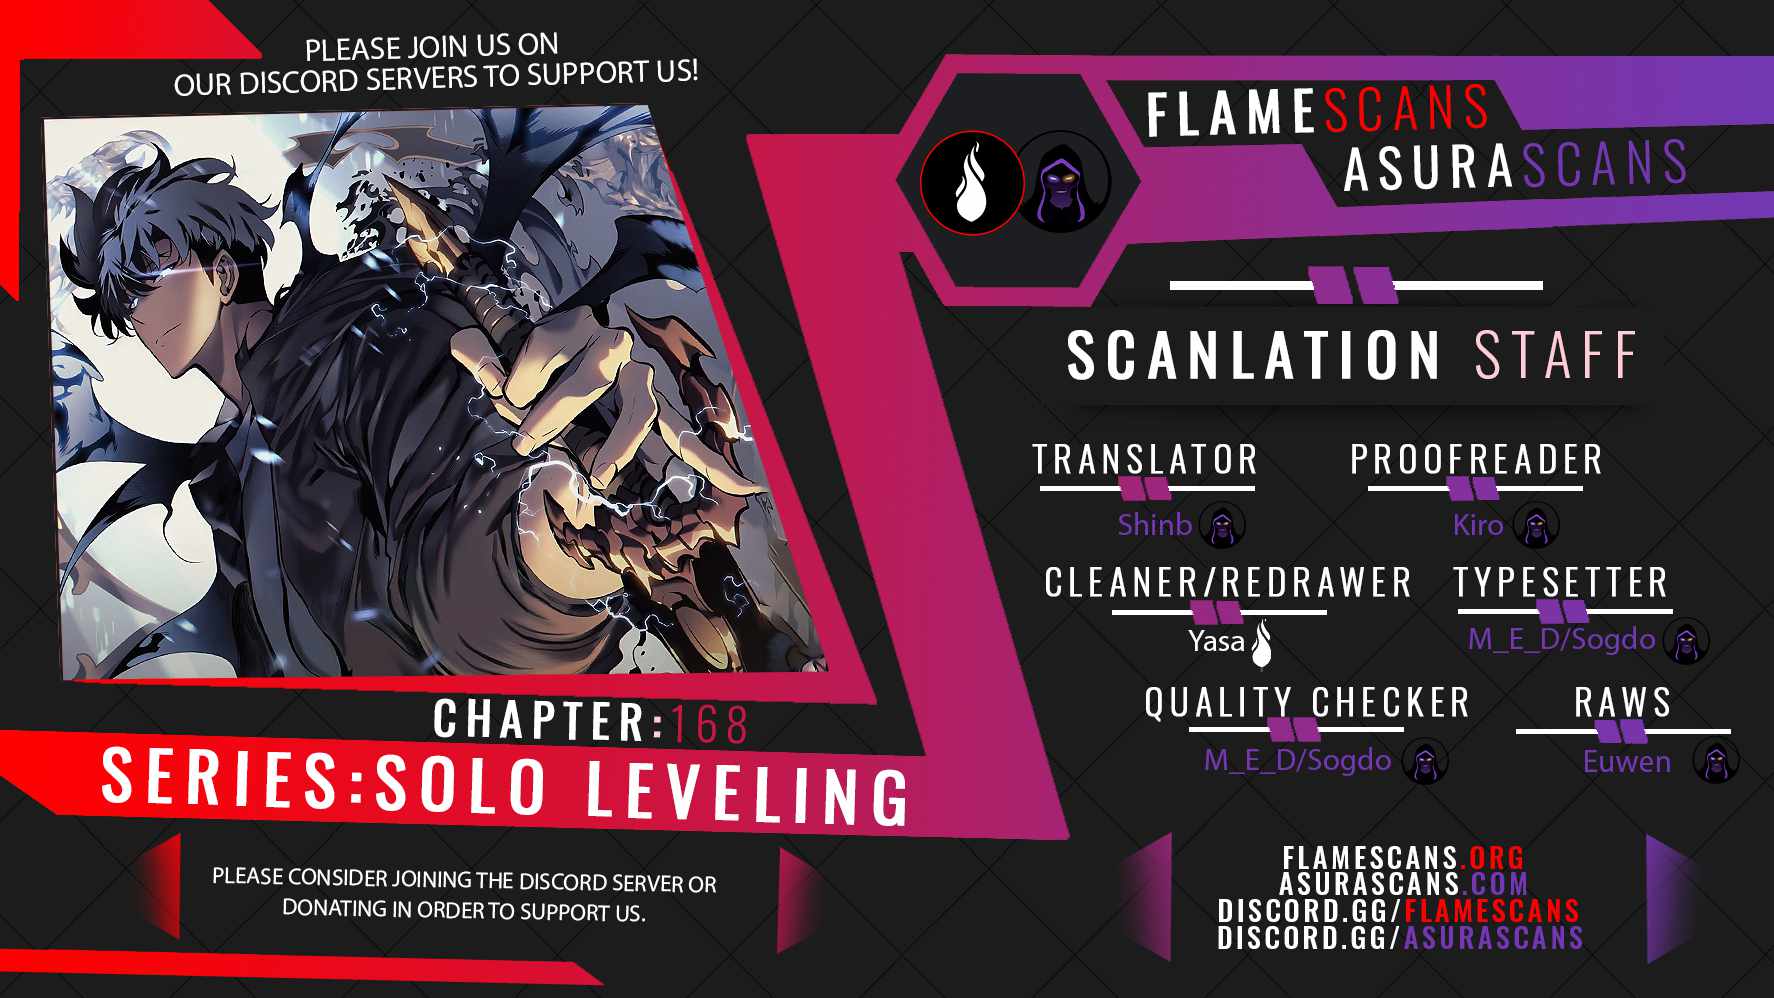 PLEASE JOIN US ON
OUR DISCORD SERVERS TO SUPPORT US!
CHAPTER:168
SERIES:SOLO LEVELING
PLEASE CONSIDER JOINING THE DISCORD SERVER OR
DONATING IN ORDER TO SUPPORT US.
FLAMESCANS
ASURASCANS
SCANLATION STAFF
TRANSLATOR
Shinb
PROOFREADER
Kiro
CLEANER/REDRAWER
Yasa
TYPESETTER
M_E_D/Sogdo
QUALITY CHECKER
M_E_D/Sogdo
RAWS
Euwen
FLAMESCANS.ORG
ASURASCANS.COM
DISCORD.GG/FLAMESCANS
DISCORD.GG/ASURASCANS